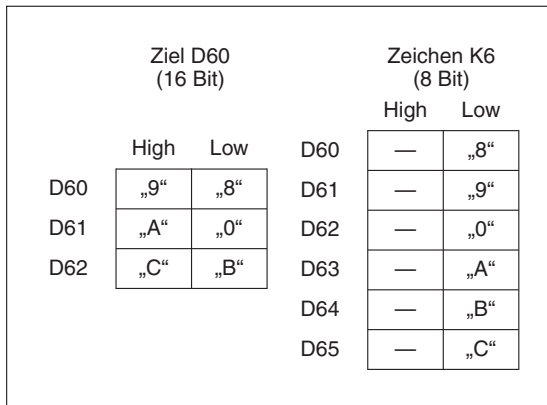 Ziel D60
(16 Bit)
High Low
D60 „9“ „8“
D61 „A“ „0“
D62 „C“ „B“
Zeichen K6
(8 Bit)
High Low
D60 — „8“
D61 — „9“
D62 — „0“
D63 — „A“
D64 — „B“
D65 — „C“